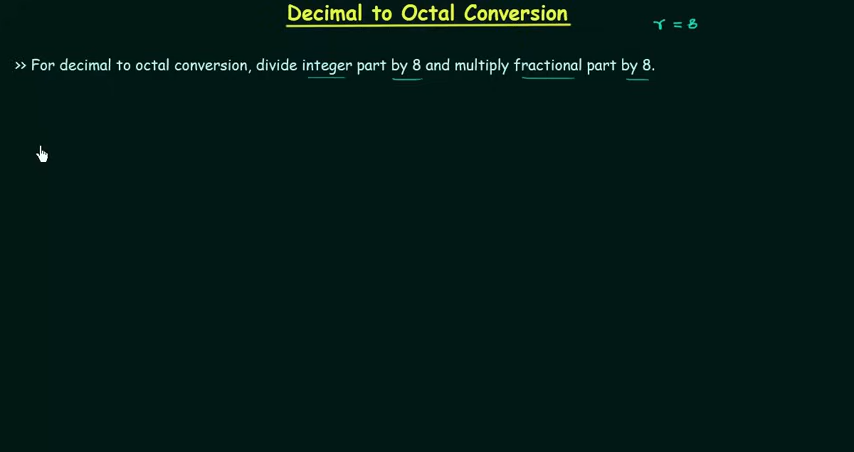 Decimal to Octal Conversion
r = 8
>> For decimal to octal conversion, divide integer part by 8 and multiply fractional part by 8.